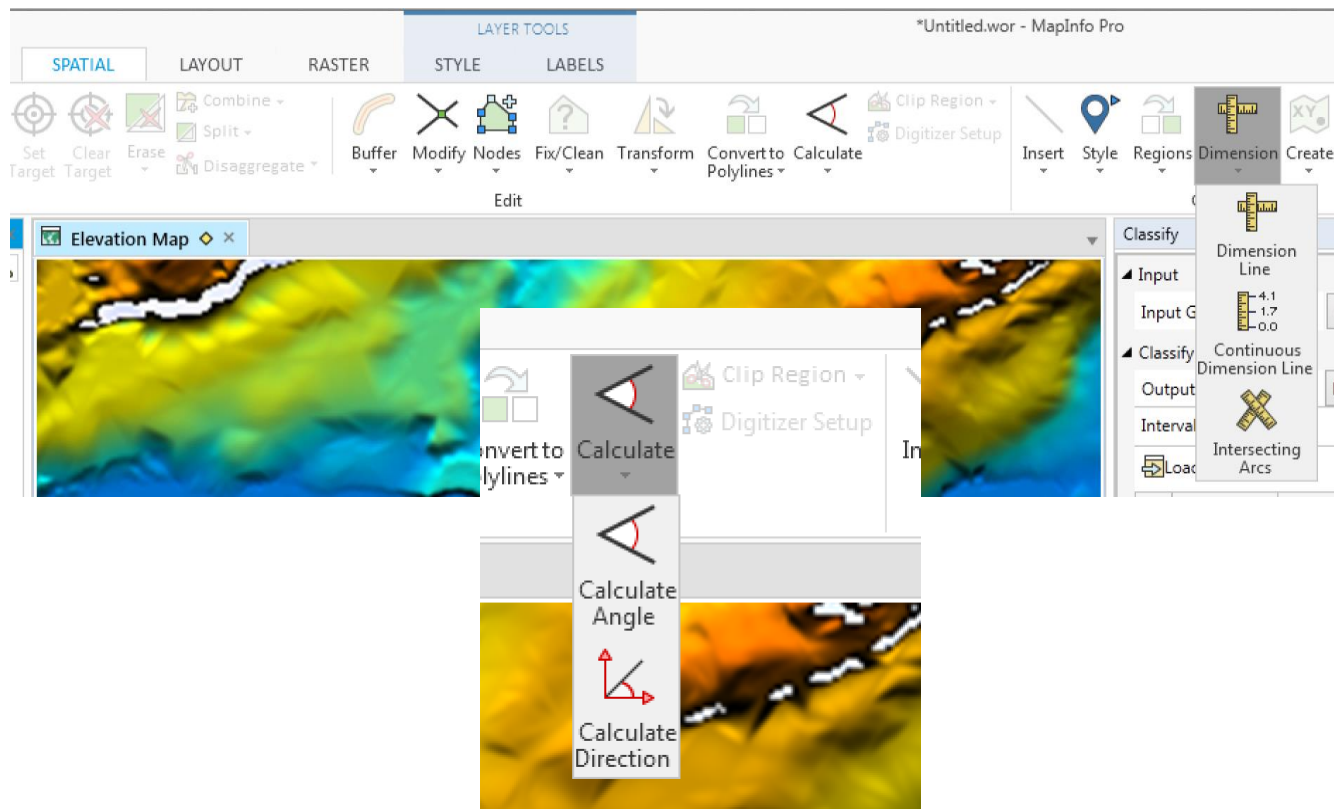 LAYER TOOLS
*Untitled.wor - MapInfo Pro
SPATIAL LAYOUT RASTER STYLE LABELS
Set Target
Clear Target
Erase
Combine
Split
Disaggregate
Buffer
Modify
Nodes
Fix/Clean
Transform
Convert to Polylines
Calculate
Clip Region
Digitizer Setup
Edit
Insert
Style
Regions
Dimension
Create
XY
Elevation Map
Classify
Input
Input G
Classify
Output
Interval
Load
Dimension
Line
4.1
1.7
0.0
Continuous
Dimension Line
Intersecting
Arcs
nvert to
lylines
Calculate
Clip Region
Digitizer Setup
In
Calculate
Angle
Calculate
Direction